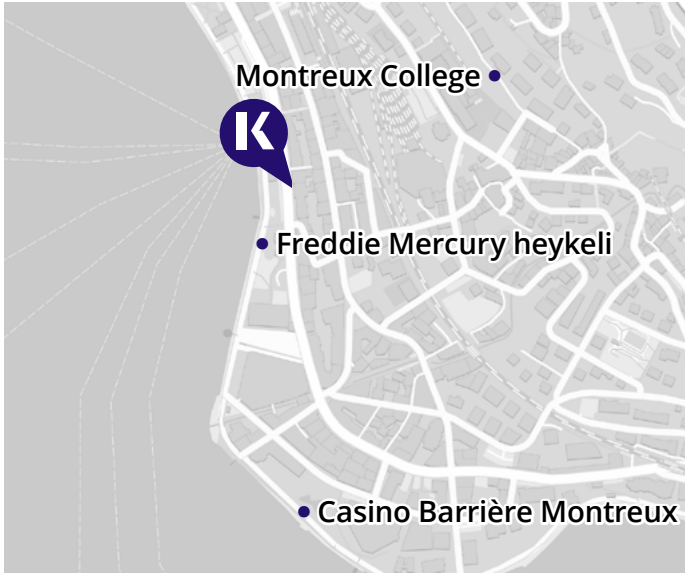 Montreux College
K
Freddie Mercury heykeli
Casino Barrière Montreux